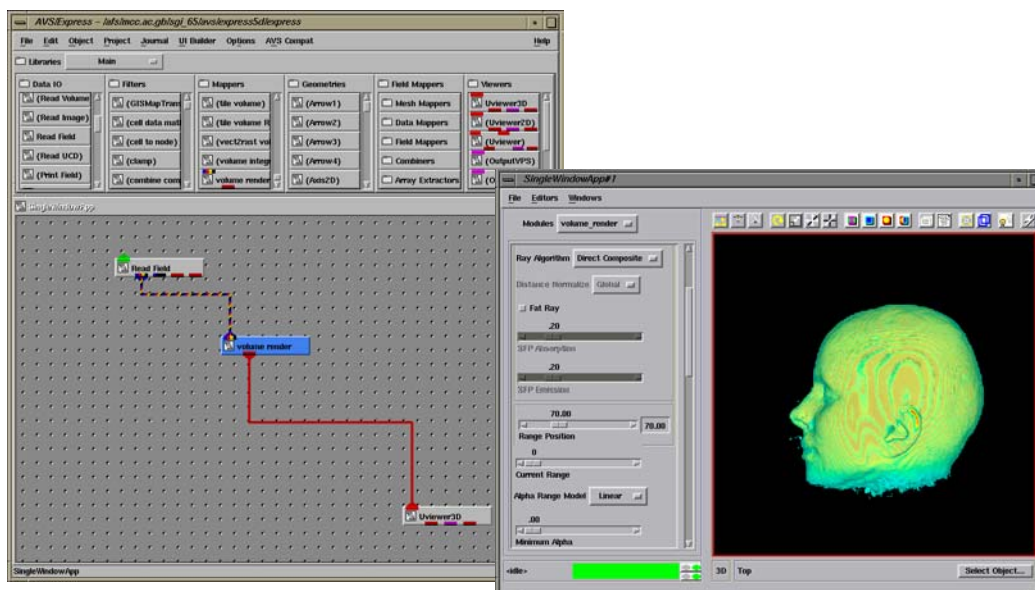 AVS/Express – /afs/mcc.ac.gb/sgi_65/avs/express5d/express
File Edit Object Project Journal UI Builder Options AVS Compat Help
Libraries Main
Data IO Filters Mappers Geometries Field Mappers Viewers
(Read Volume (GISMapTrans (tile volume) (Arrow1) Mesh Mappers Uviewer3D
(Read Image) (cell data mat (tile volume R (Arrow2) Data Mappers (Uviewer2D)
Read Field (cell to node) (vect2rast vol (Arrow3) Field Mappers (Uviewer)
(Read UCD) (clamp) (volume integ (Arrow4) Combiners (OutputVPS)
(Print Field) (combine com volume render (Axis2D) Array Extractors
SingleWindowApp
Read Field
volume render
Uviewer3D
SingleWindowApp
SingleWindowApp#1
File Editors Windows
Modules volume_render
Ray Algorithm Direct Composite
Distance Normalize Global
Fat Ray
.20
SFP Absorption
.20
SFP Emission
70.00
70.00
Range Position
0
Current Range
Alpha Range Model Linear
.00
Minimum Alpha
<idle> 3D Top Select Object...